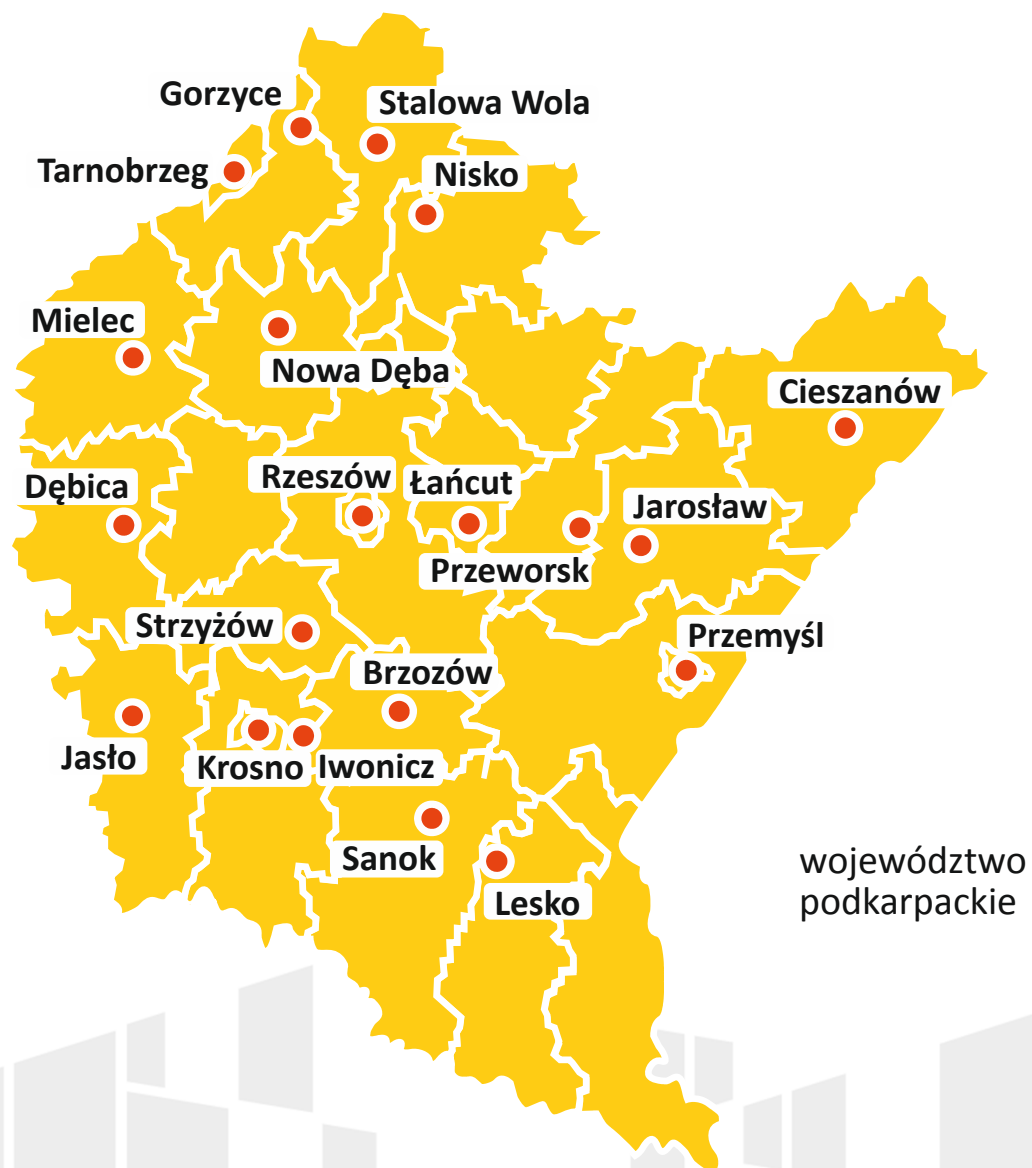 Gorzyce
Stalowa Wola
Tarnobrzeg
Nisko
Mielec
Nowa Dęba
Cieszanów
Dębica
Rzeszów
Łańcut
Jarosław
Przeworsk
Strzyżów
Przemyśl
Brzozów
Jasło
Krosno
Iwonicz
Sanok
Lesko
województwo
podkarpackie